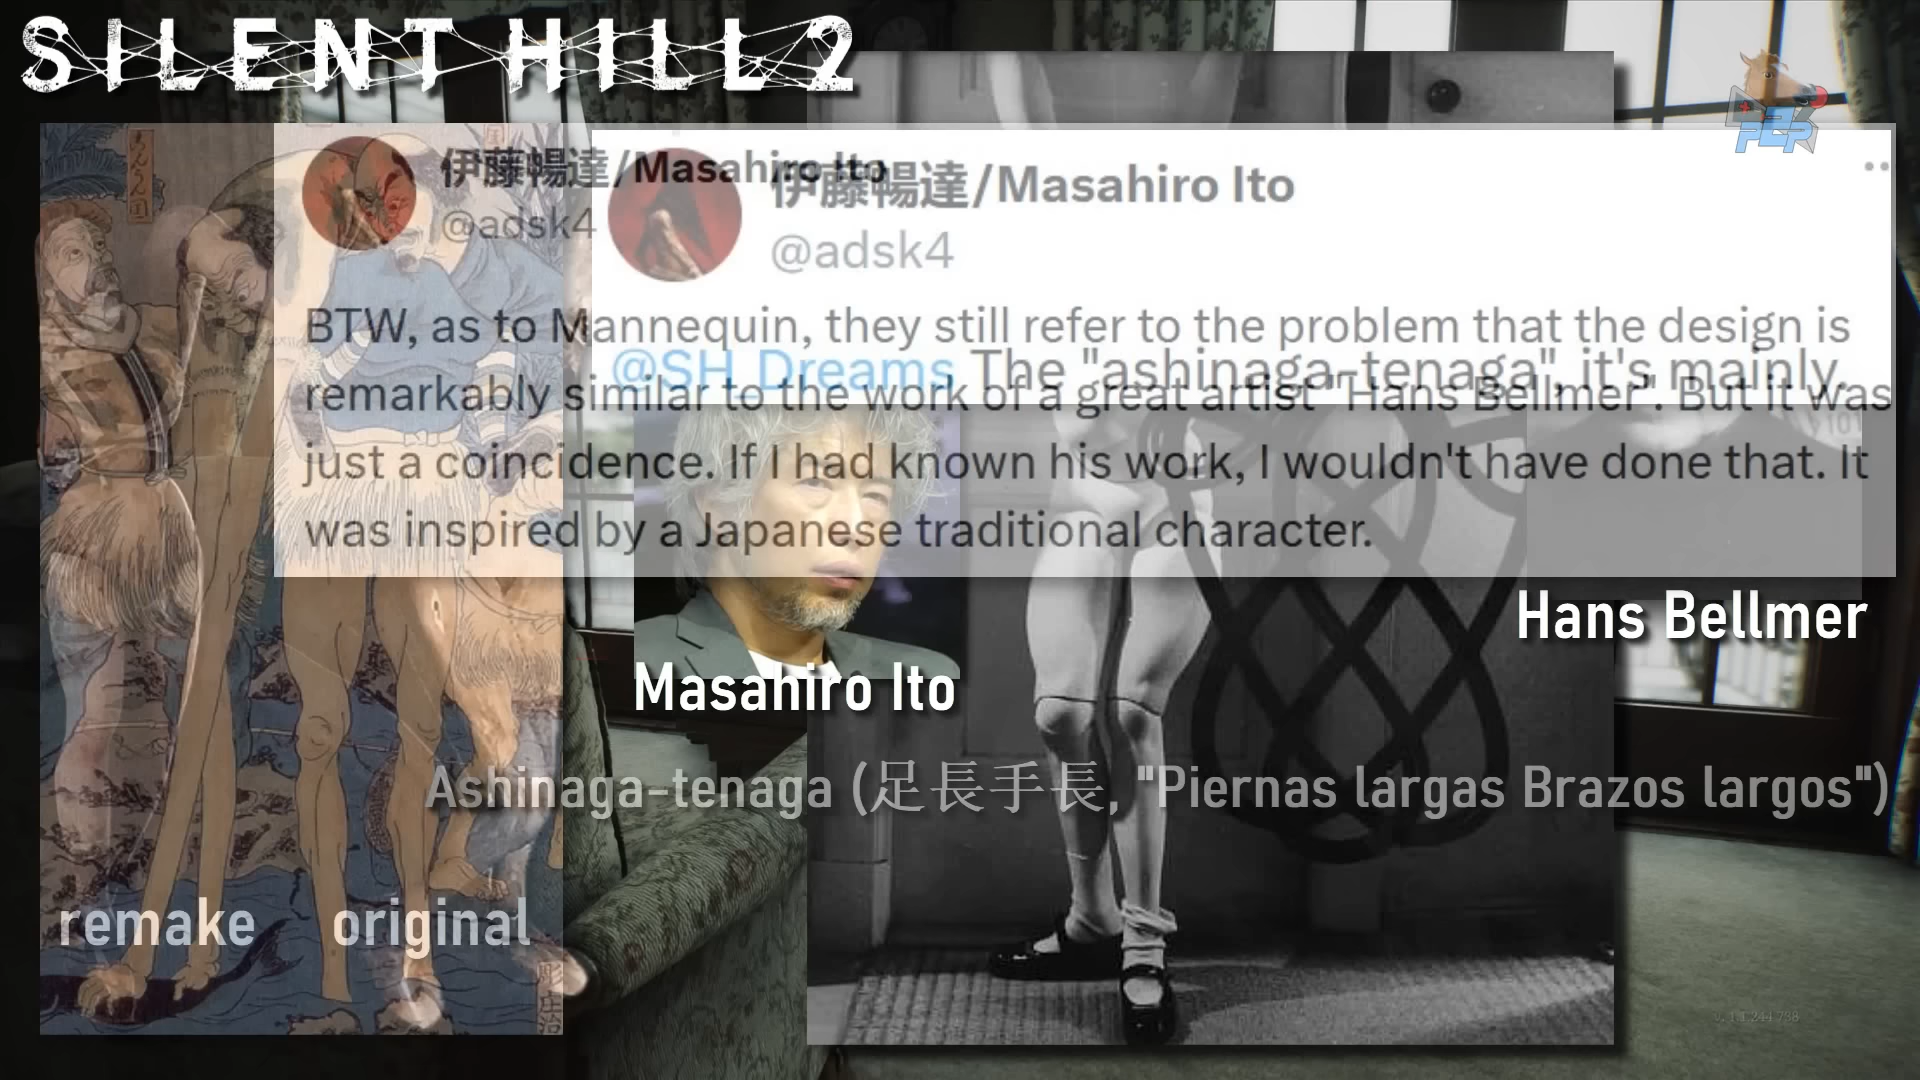 SILENT HILL 2
伊藤暢達/Masahiro Ito
@adsk4
伊藤暢達/Masahiro Ito
@adsk4
BTW, as to Mannequin, they still refer to the problem that the design is
remarkably similar to the work of a great artist "Hans Bellmer". But it was
just a coincidence. If I had known his work, I wouldn't have done that. It
was inspired by a Japanese traditional character.
@SH_Dreams The "ashinaga-tenaga", it's mainly.
Hans Bellmer
Masahiro Ito
Ashinaga-tenaga (足長手長, "Piernas largas Brazos largos")
remake original
PEP